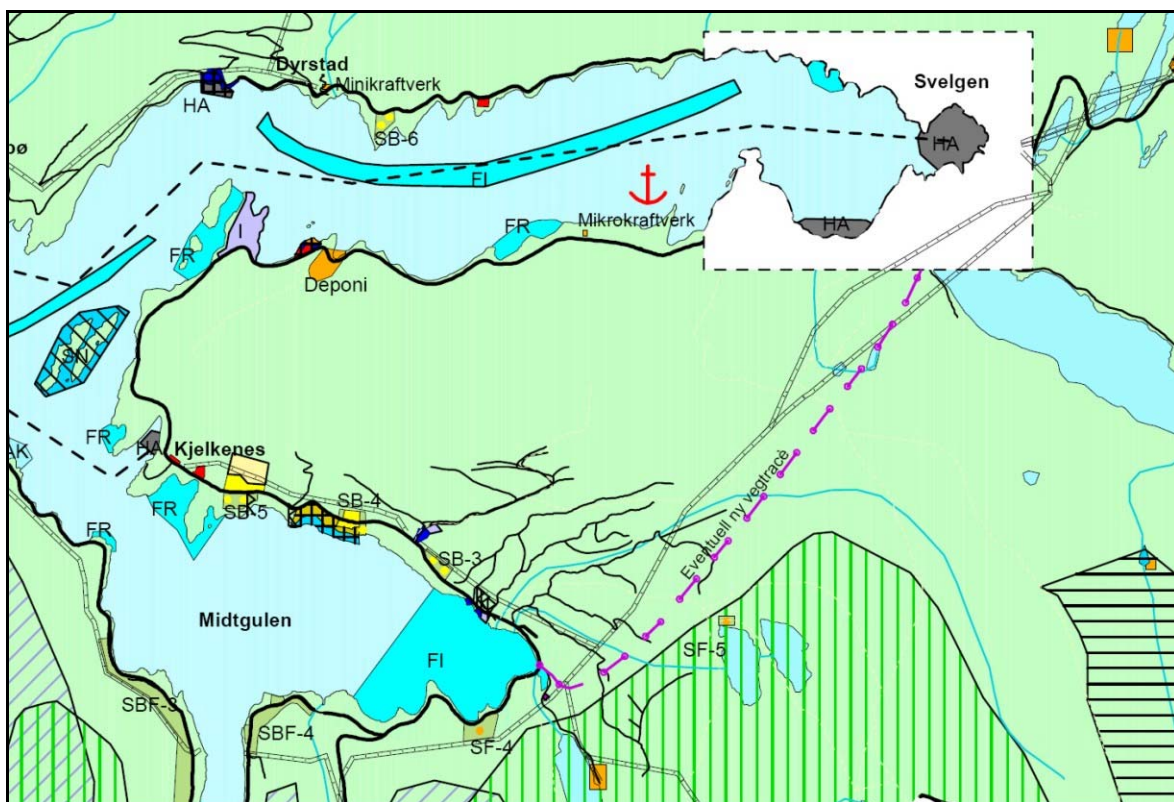 Dyrstad
Minikraftverk
HA
Svelgen
SB-6
HA
bø
FI
Mikrokraftverk
HA
FR
I
FR
Deponi
SN
FR
HA
Kjelkenes
AK
FR
SB-5
SB-4
FR
SB-3
Eventuell ny vegtracè
Midtgulen
FI
SF-5
SBF-3
SBF-4
SF-4